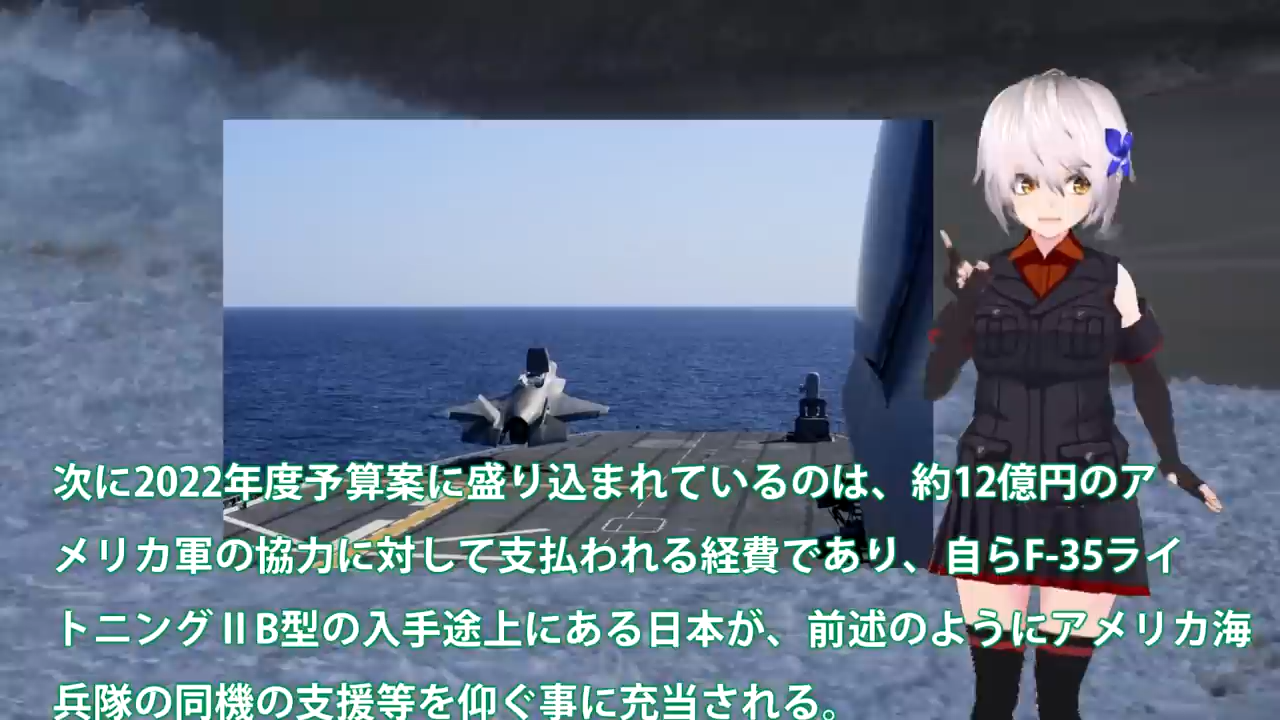 次に2022年度予算案に盛り込まれているのは、約12億円のア
メリカ軍の協力に対して支払われる経費であり、自らF-35ライ
トニングⅡB型の入手途上にある日本が、前述のようにアメリカ海
兵隊の同機の支援等を仰ぐ事に充当される。